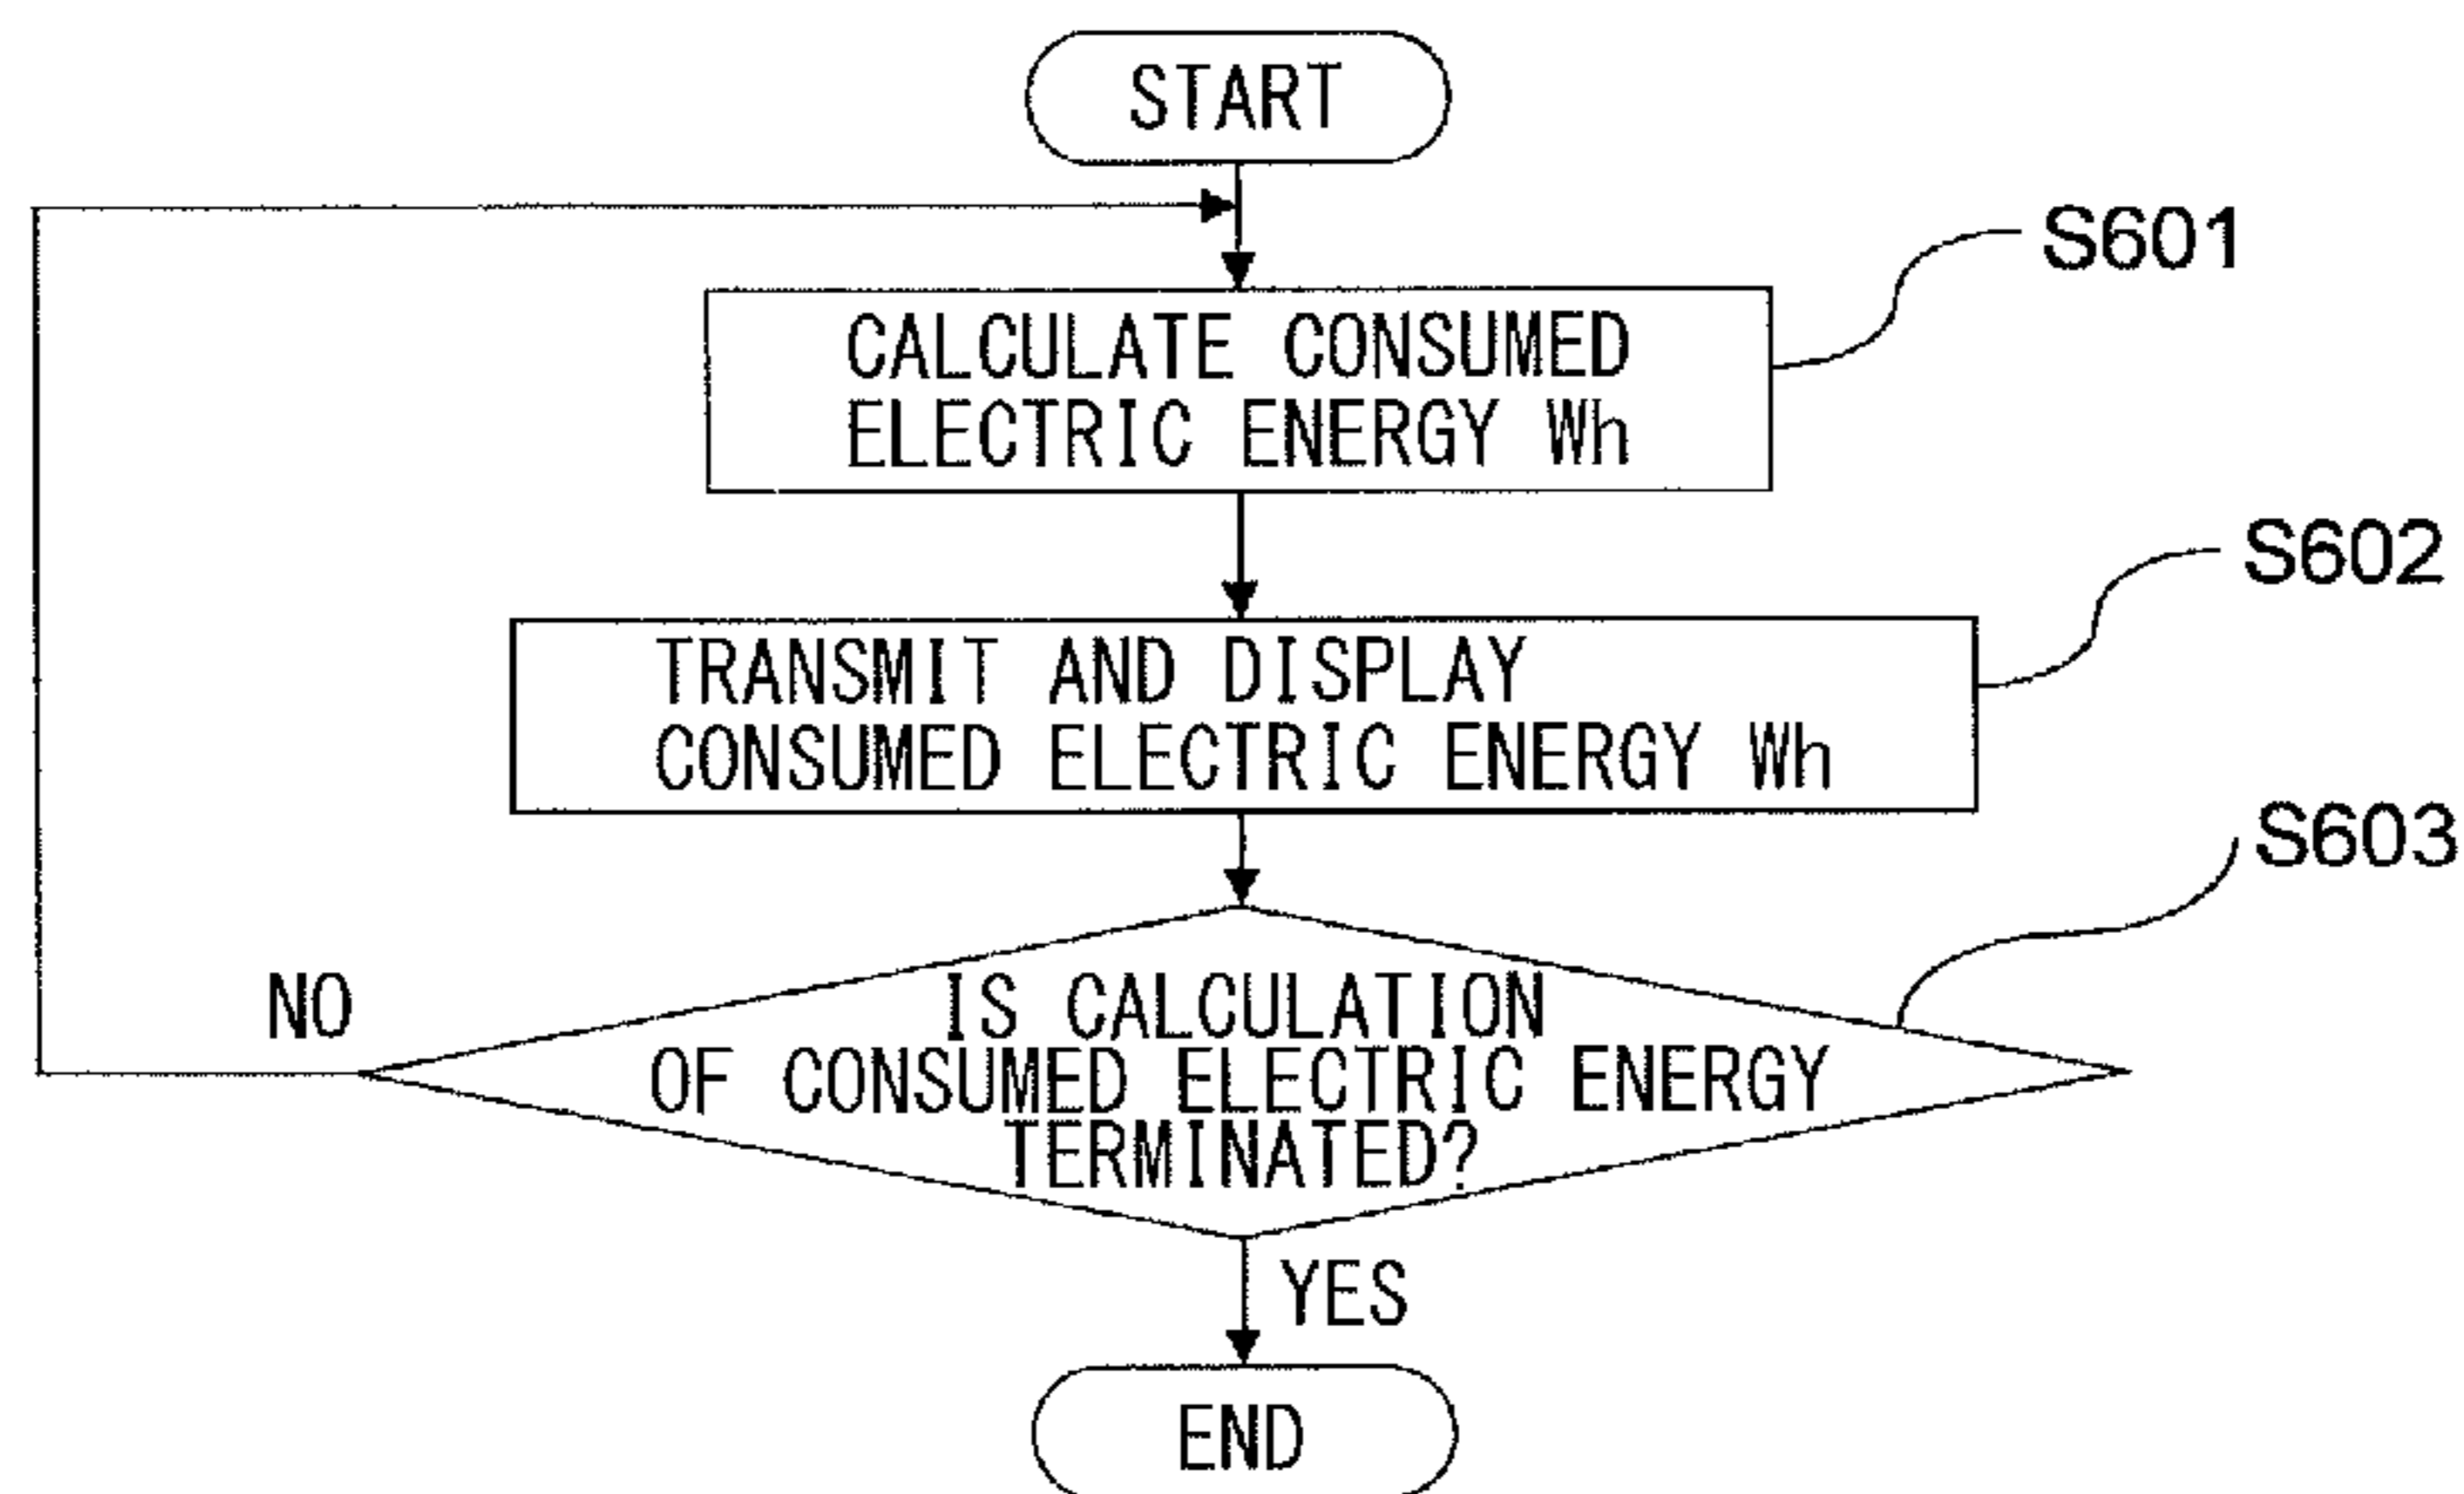 START
S601
CALCULATE CONSUMED
ELECTRIC ENERGY Wh
S602
TRANSMIT AND DISPLAY
CONSUMED ELECTRIC ENERGY Wh
S603
NO
IS CALCULATION
OF CONSUMED ELECTRIC ENERGY
TERMINATED?
YES
END